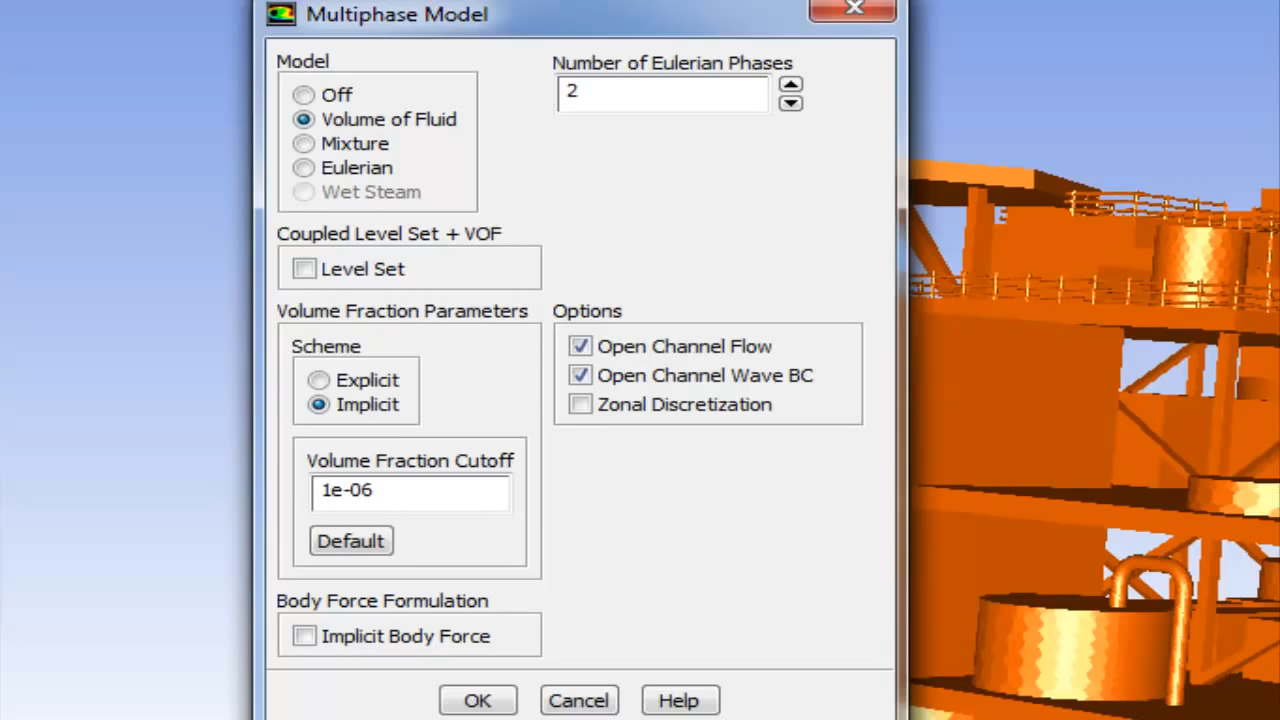 Multiphase Model
Model
Off
Volume of Fluid
Mixture
Eulerian
Wet Steam
Number of Eulerian Phases
2
Coupled Level Set + VOF
Level Set
Volume Fraction Parameters
Scheme
Explicit
Implicit
Volume Fraction Cutoff
1e-06
Default
Options
Open Channel Flow
Open Channel Wave BC
Zonal Discretization
Body Force Formulation
Implicit Body Force
OK Cancel Help